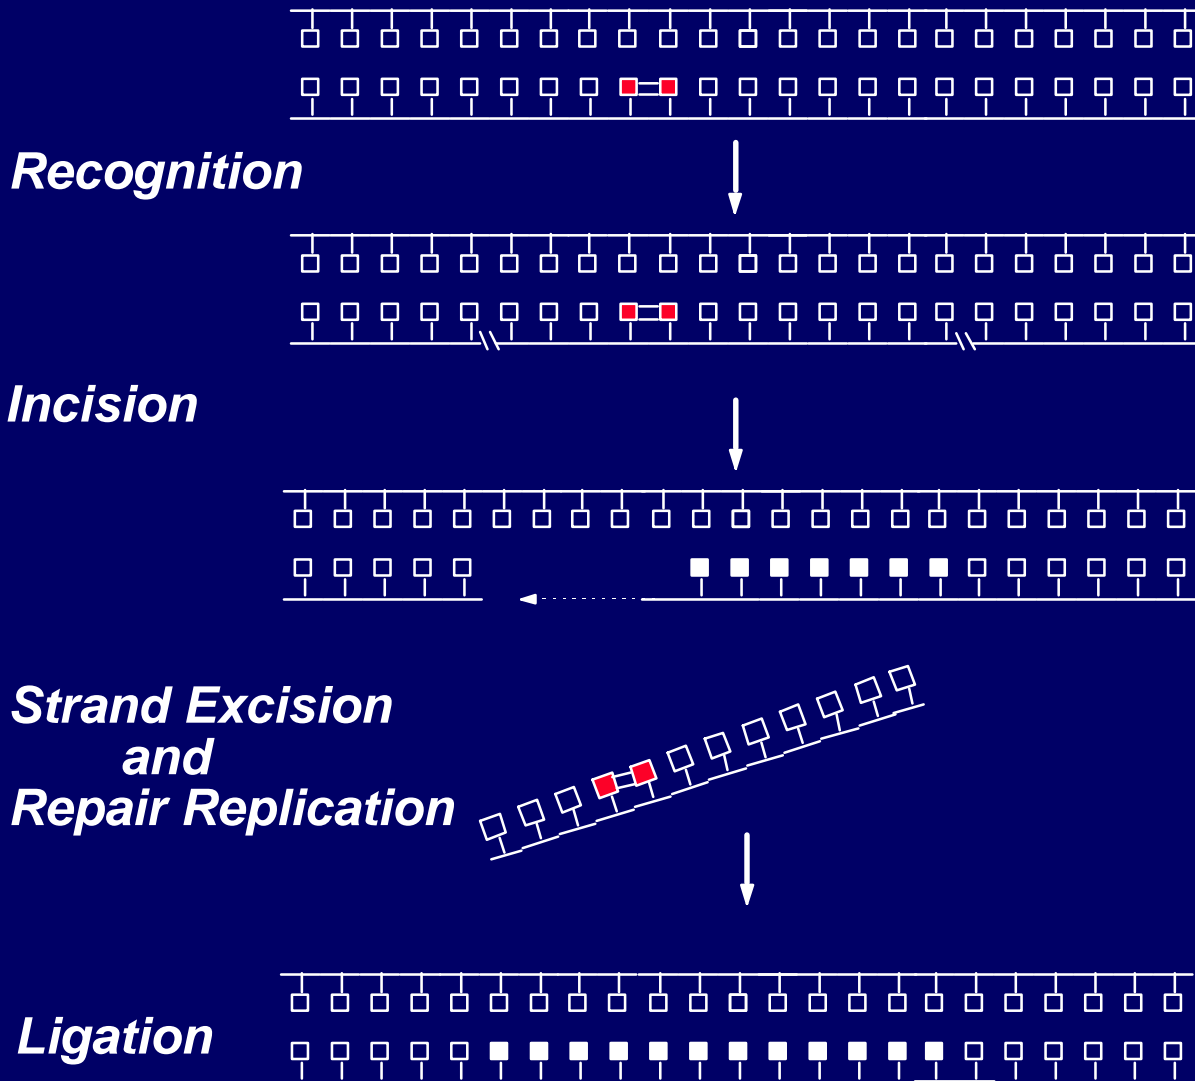 Recognition
Incision
Strand Excision
and
Repair Replication
Ligation